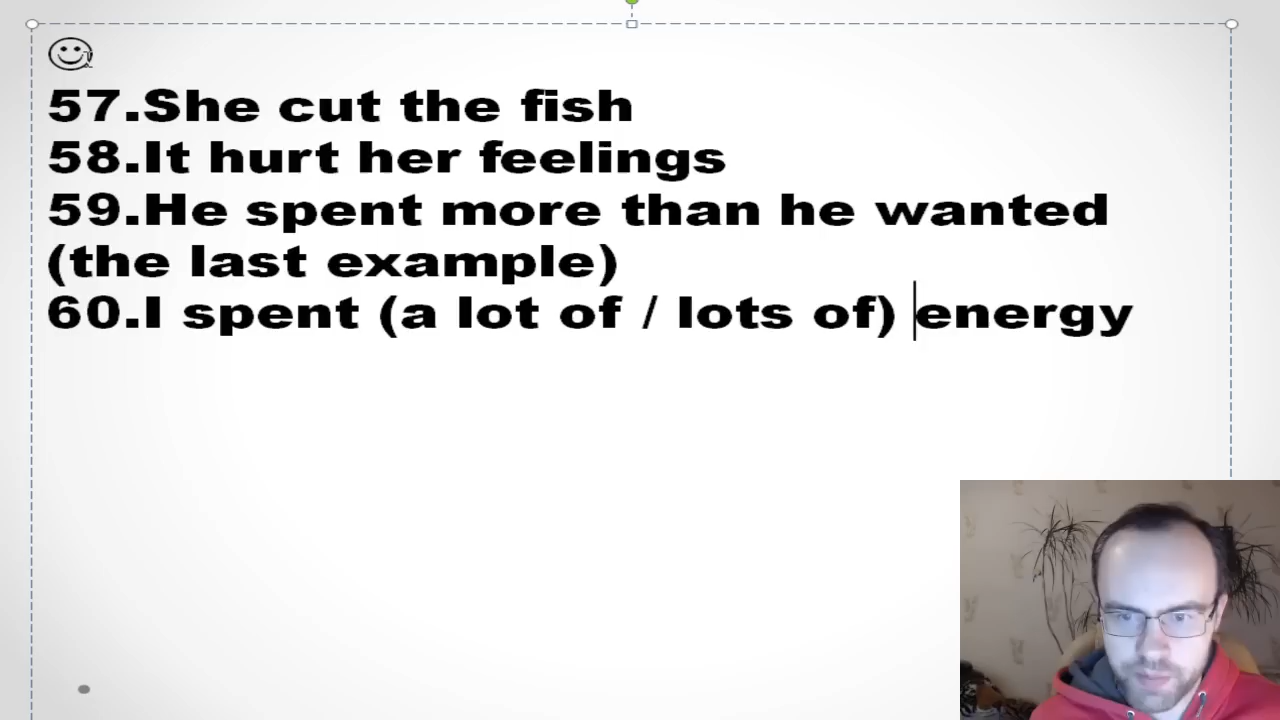 57.She cut the fish
58.It hurt her feelings
59.He spent more than he wanted
(the last example)
60.I spent (a lot of / lots of) energy